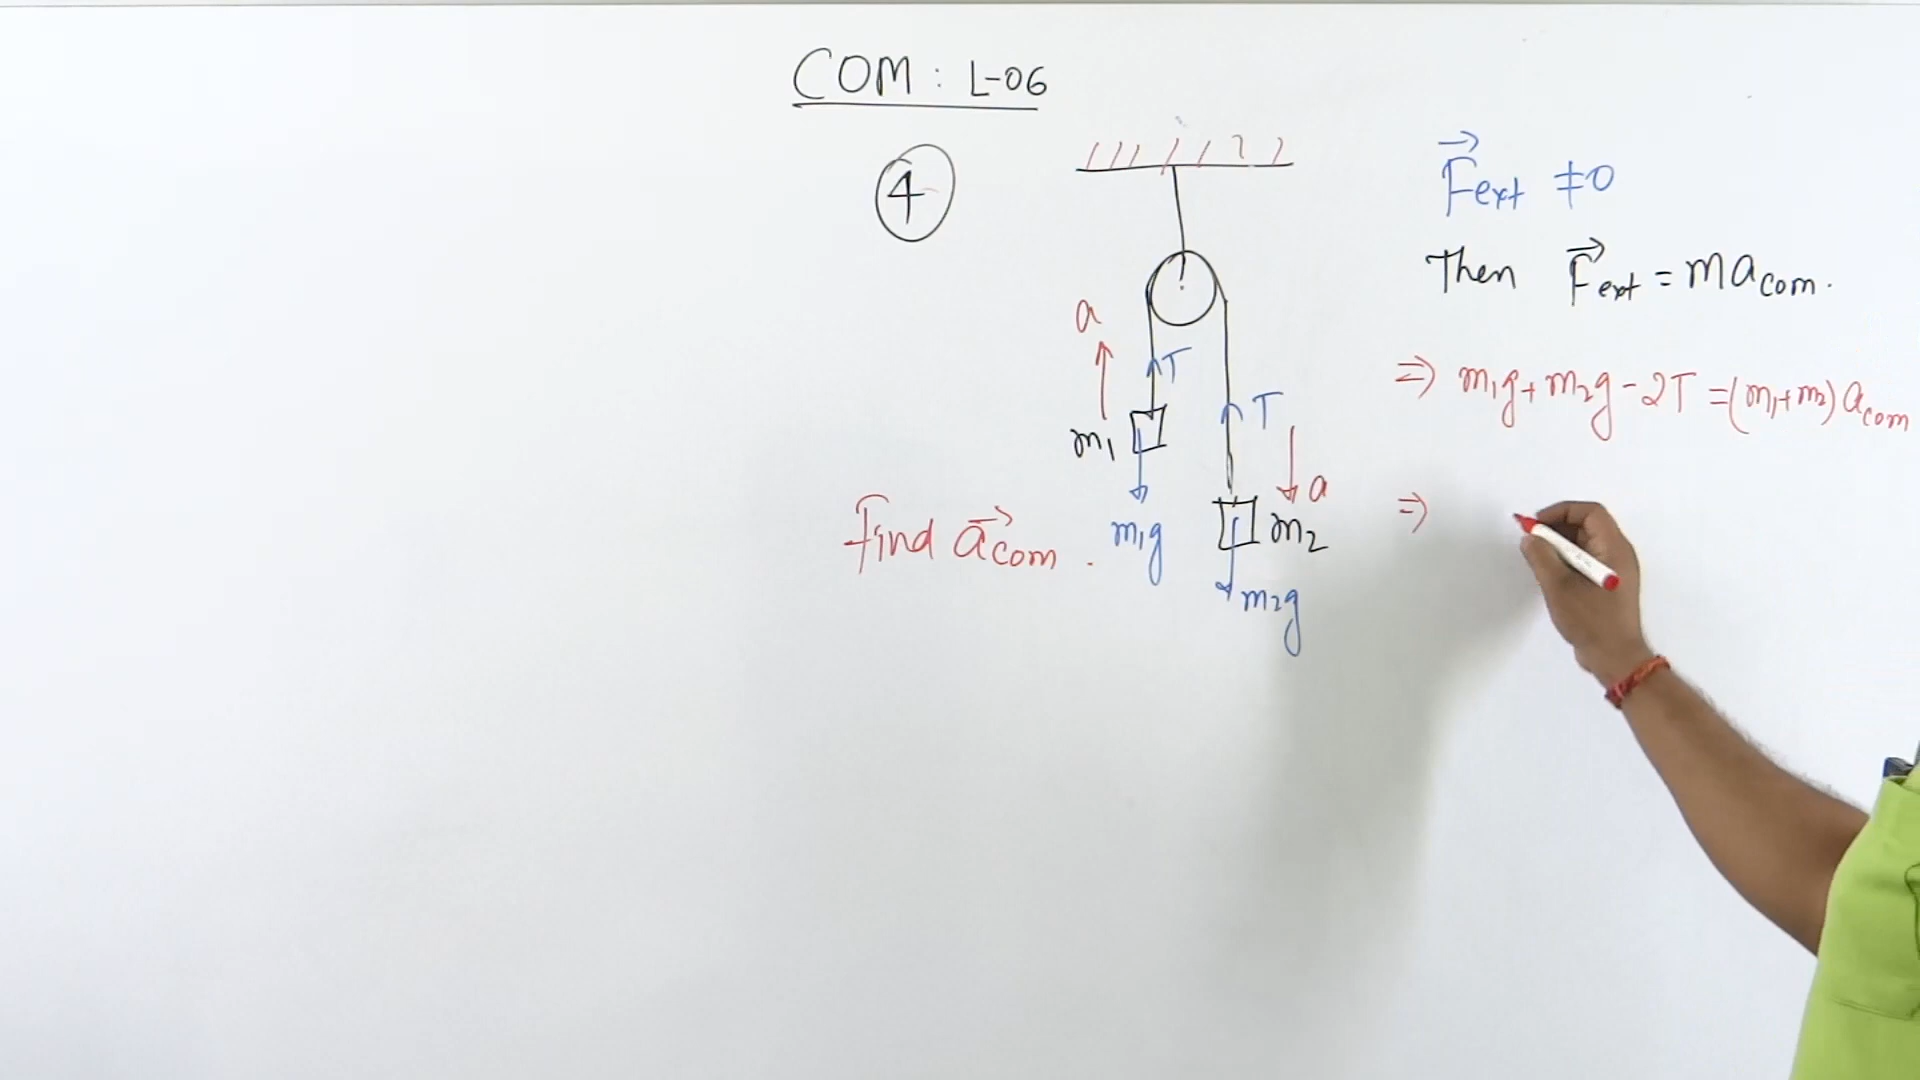 COM: L-06
4
a
T
T
m₁
a
m₁g
m₂
m₂g
find a⃗com.
F⃗ext ≠0
Then F⃗ext = macom.
⇒ m₁g+m₂g-2T =(m₁+m₂)acom
⇒